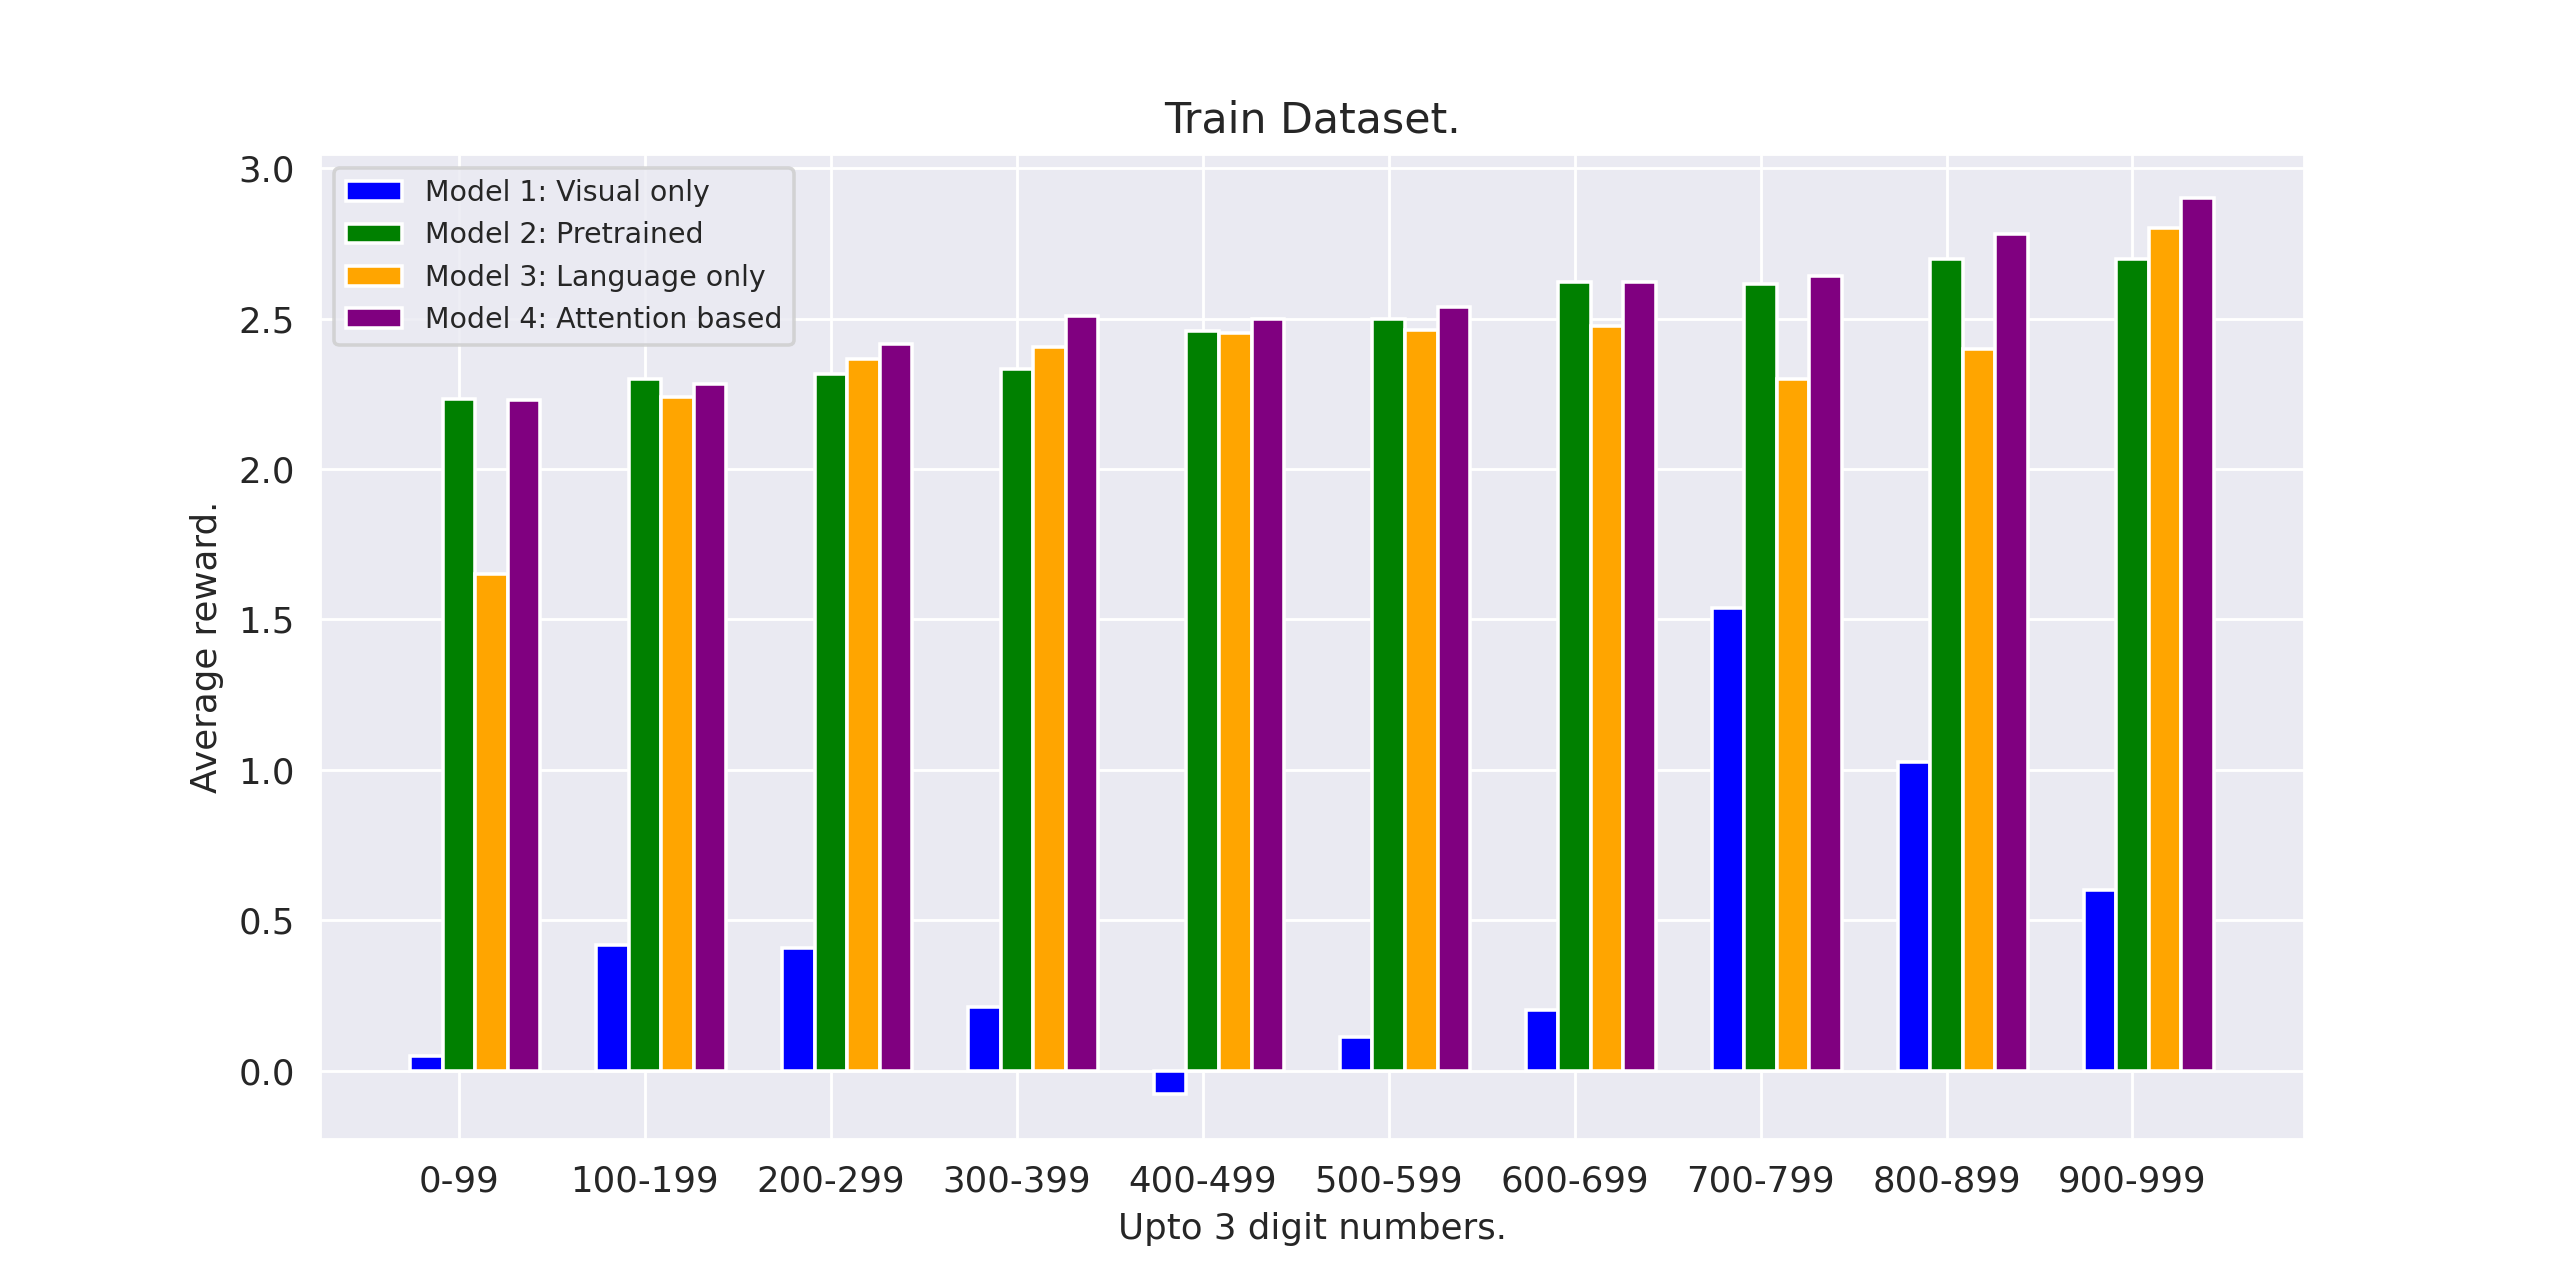 Train Dataset.
3.0
2.5
2.0
1.5
1.0
0.5
0.0
Average reward.
Model 1: Visual only
Model 2: Pretrained
Model 3: Language only
Model 4: Attention based
0-99 100-199 200-299 300-399 400-499 500-599 600-699 700-799 800-899 900-999
Upto 3 digit numbers.